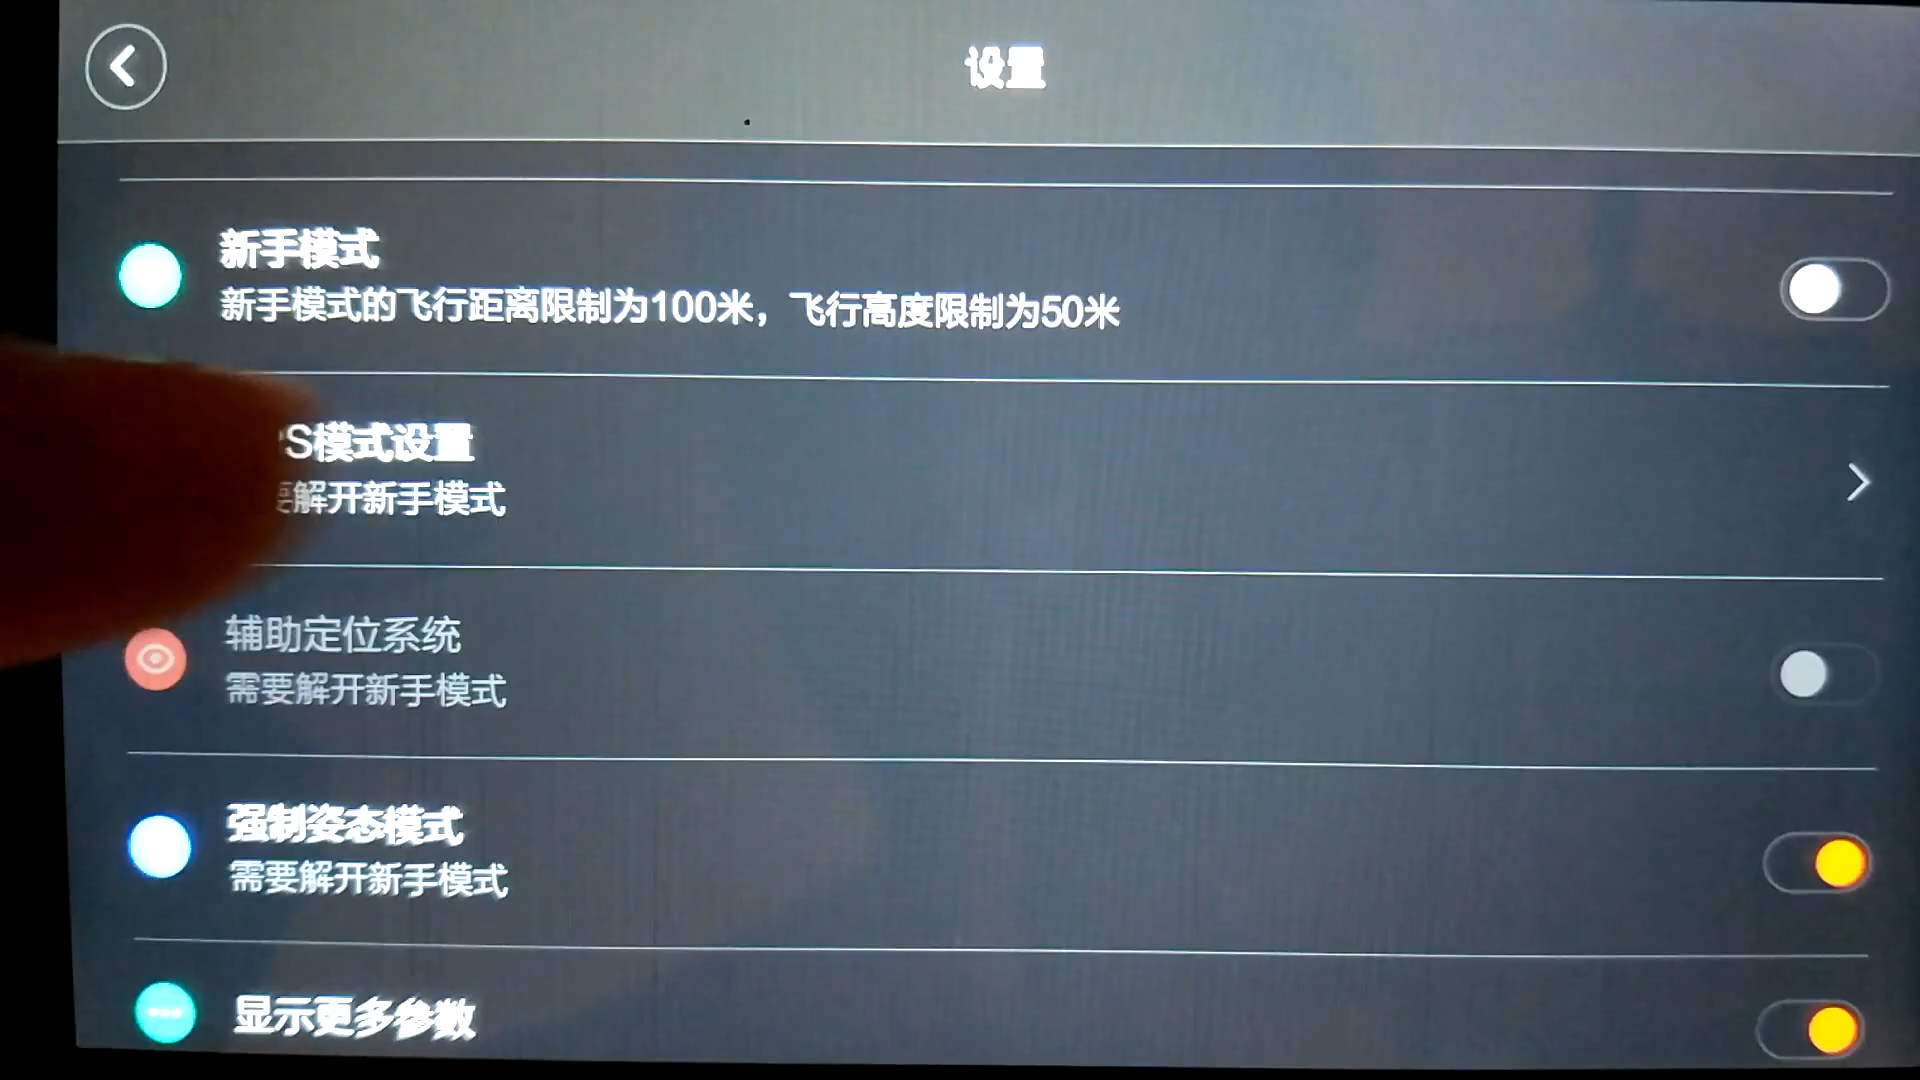 设置
新手模式
新手模式的飞行距离限制为100米，飞行高度限制为50米
S模式设置
要解开新手模式
辅助定位系统
需要解开新手模式
强制姿态模式
需要解开新手模式
显示更多参数